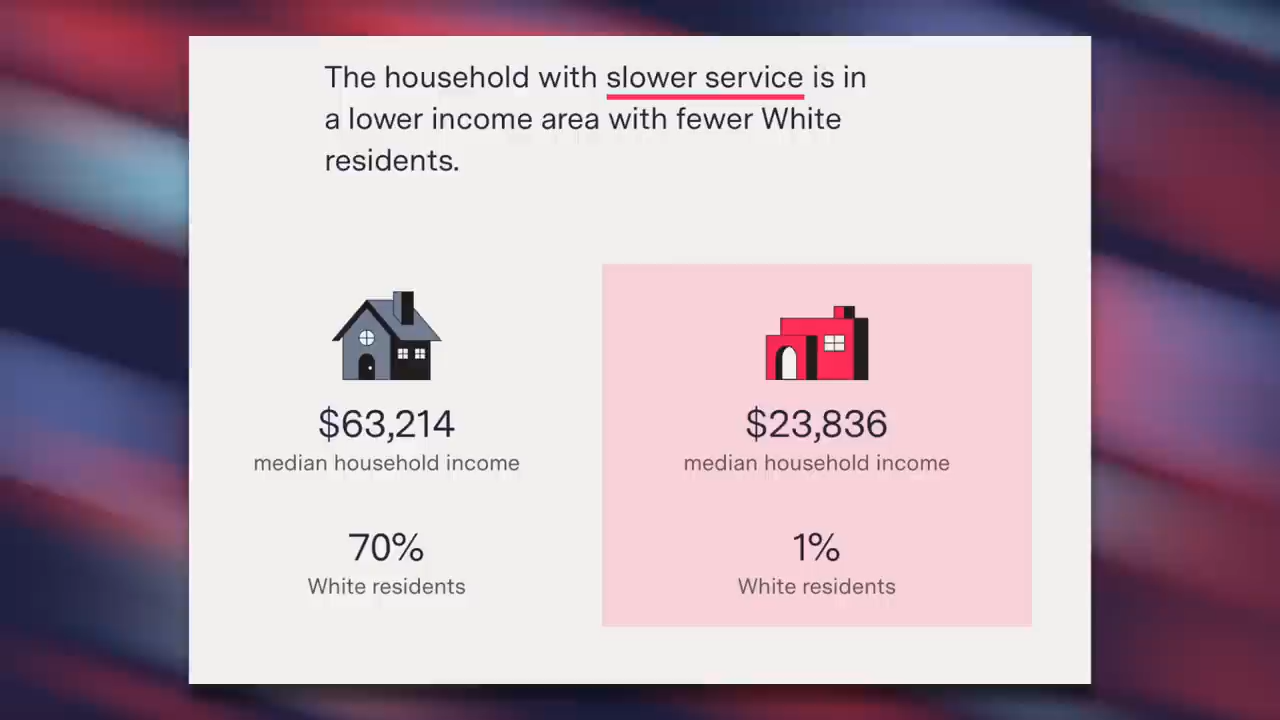 The household with slower service is in
a lower income area with fewer White
residents.
$63,214
median household income
70%
White residents
$23,836
median household income
1%
White residents